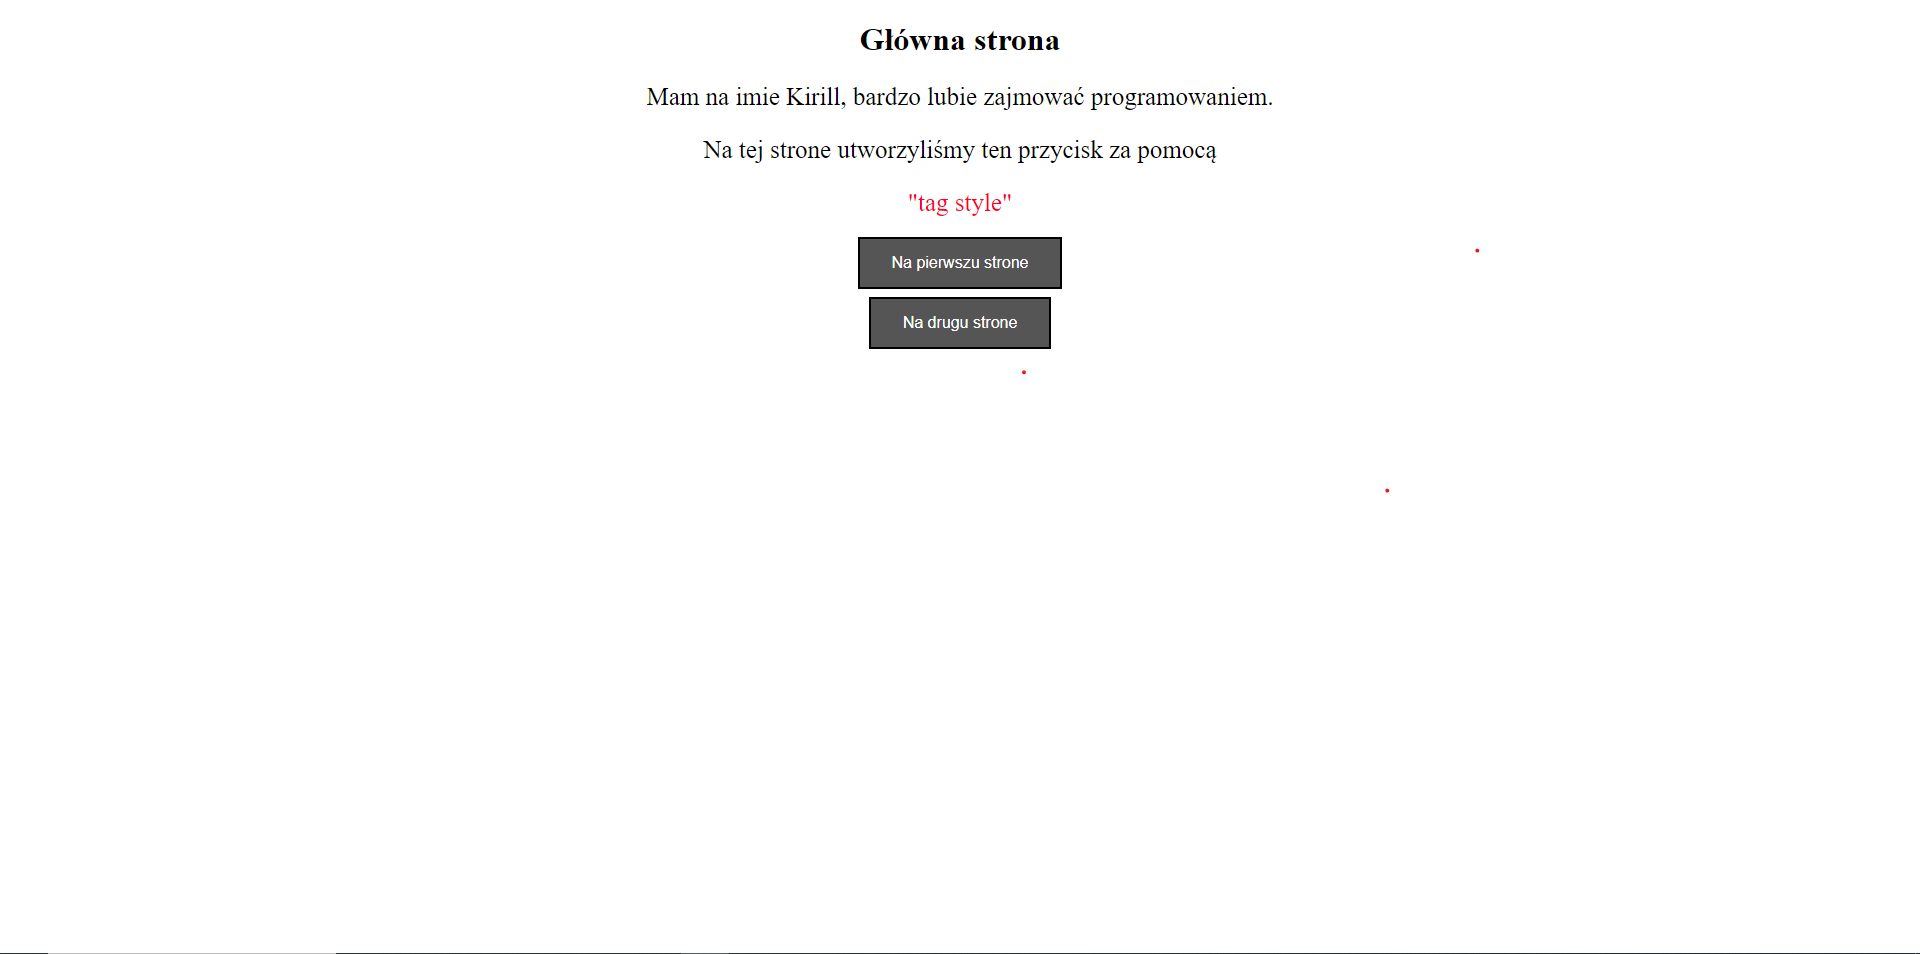 Główna strona
Mam na imie Kirill, bardzo lubie zajmować programowaniem.
Na tej strone utworzyliśmy ten przycisk za pomocą
"tag style"
Na pierwszu strone
Na drugu strone